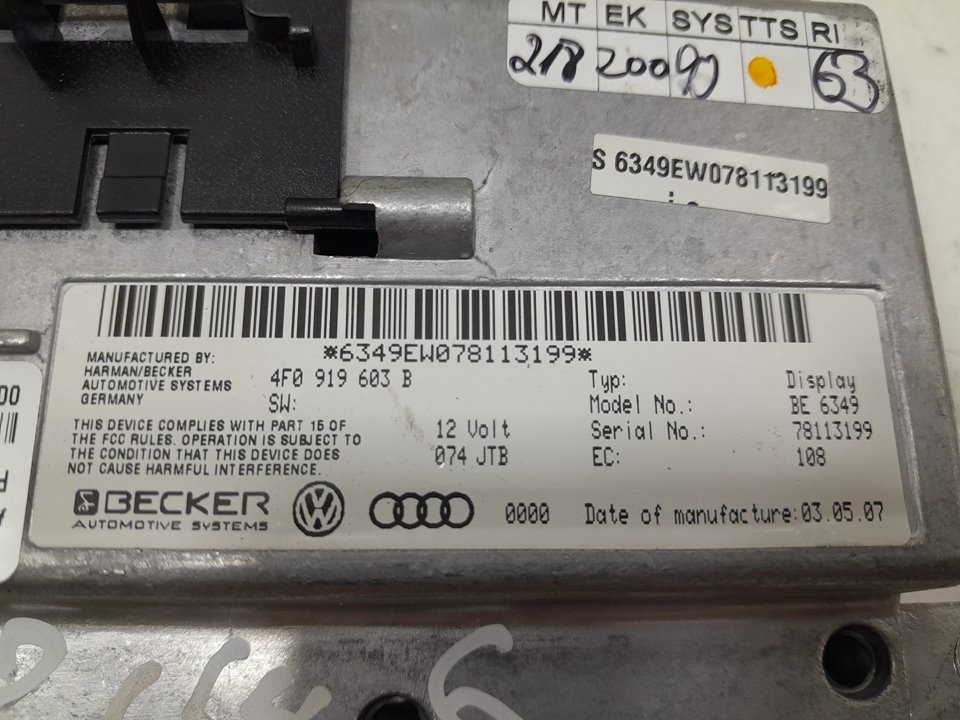 MT EK SYS TTS RI
218 20090 63
S 6349EW078113199
*6349EW078113199*
MANUFACTURED BY:
HARMAN/BECKER
AUTOMOTIVE SYSTEMS
GERMANY
4F0 919 603 B
SW:
THIS DEVICE COMPLIES WITH PART 15 OF
THE FCC RULES. OPERATION IS SUBJECT TO
THE CONDITION THAT THIS DEVICE DOES
NOT CAUSE HARMFUL INTERFERENCE.
12 Volt
074 JTB
Typ: Display
Model No.: BE 6349
Serial No.: 78113199
EC: 108
BECKER
AUTOMOTIVE SYSTEMS
0000
Date of manufacture:03.05.07